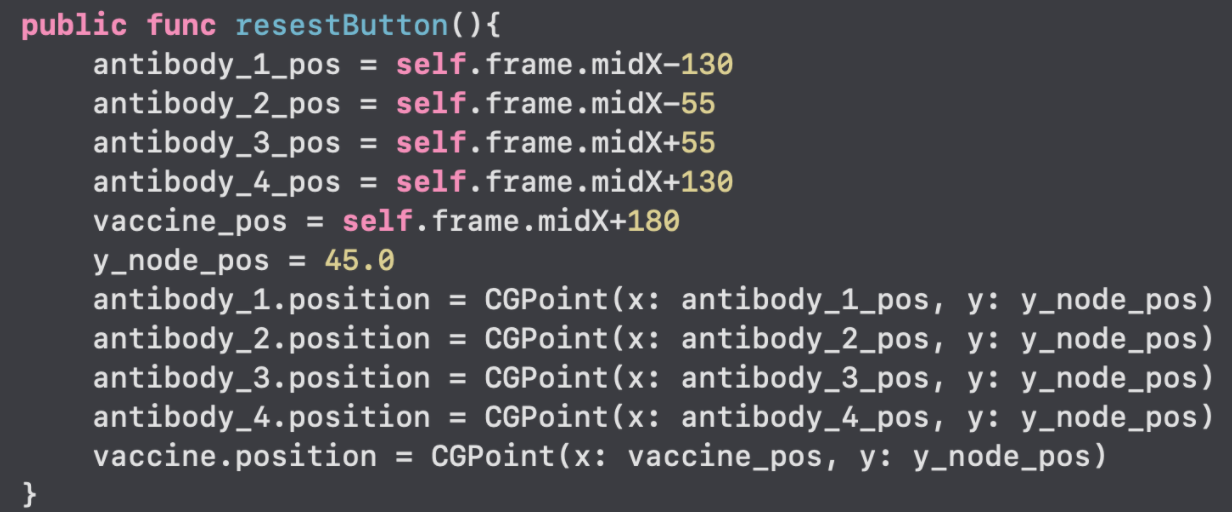 public func resestButton(){
    antibody_1_pos = self.frame.midX-130
    antibody_2_pos = self.frame.midX-55
    antibody_3_pos = self.frame.midX+55
    antibody_4_pos = self.frame.midX+130
    vaccine_pos = self.frame.midX+180
    y_node_pos = 45.0
    antibody_1.position = CGPoint(x: antibody_1_pos, y: y_node_pos)
    antibody_2.position = CGPoint(x: antibody_2_pos, y: y_node_pos)
    antibody_3.position = CGPoint(x: antibody_3_pos, y: y_node_pos)
    antibody_4.position = CGPoint(x: antibody_4_pos, y: y_node_pos)
    vaccine.position = CGPoint(x: vaccine_pos, y: y_node_pos)
}